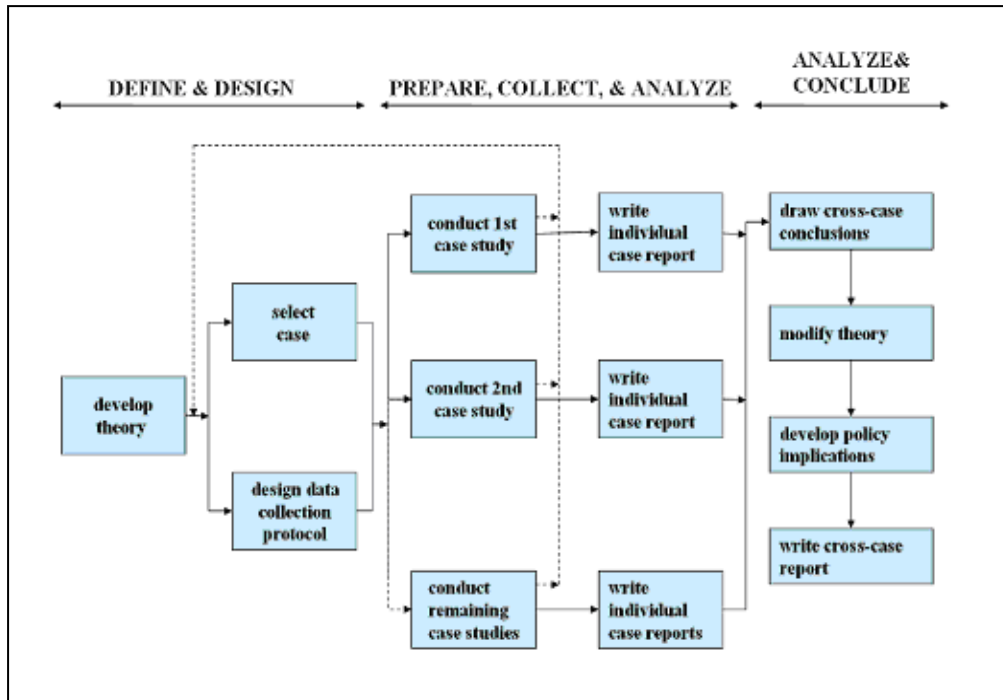 DEFINE & DESIGN
PREPARE, COLLECT, & ANALYZE
ANALYZE&
CONCLUDE
develop
theory
select
case
design data
collection
protocol
conduct 1st
case study
conduct 2nd
case study
conduct
remaining
case studies
write
individual
case report
write
individual
case report
write
individual
case reports
draw cross-case
conclusions
modify theory
develop policy
implications
write cross-case
report